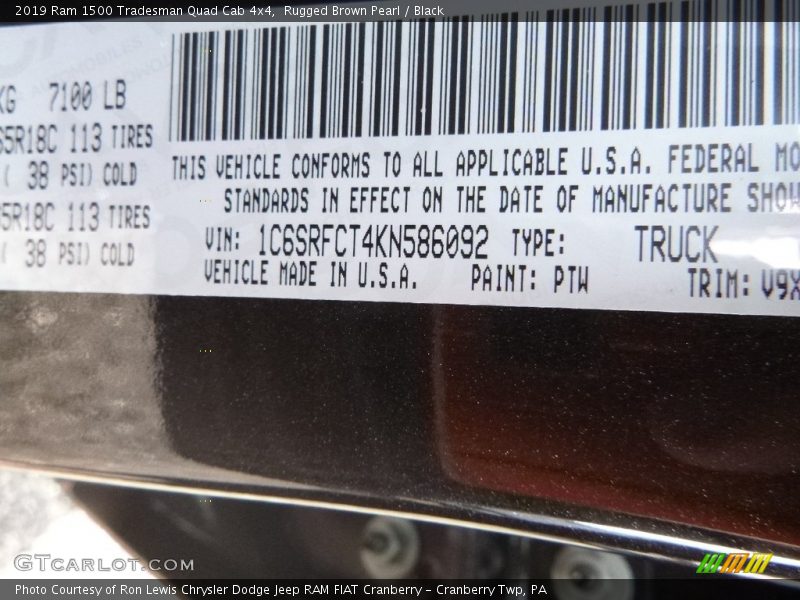 2019 Ram 1500 Tradesman Quad Cab 4x4, Rugged Brown Pearl / Black
KG 7100 LB
5R18C 113 TIRES
( 38 PSI) COLD
5R18C 113 TIRES
( 38 PSI) COLD
THIS VEHICLE CONFORMS TO ALL APPLICABLE U.S.A. FEDERAL MO
STANDARDS IN EFFECT ON THE DATE OF MANUFACTURE SHOW
VIN: 1C6SRFCT4KN586092 TYPE: TRUCK
VEHICLE MADE IN U.S.A. PAINT: PTW TRIM: V9X
GTCARLOT.COM
Photo Courtesy of Ron Lewis Chrysler Dodge Jeep RAM FIAT Cranberry – Cranberry Twp, PA